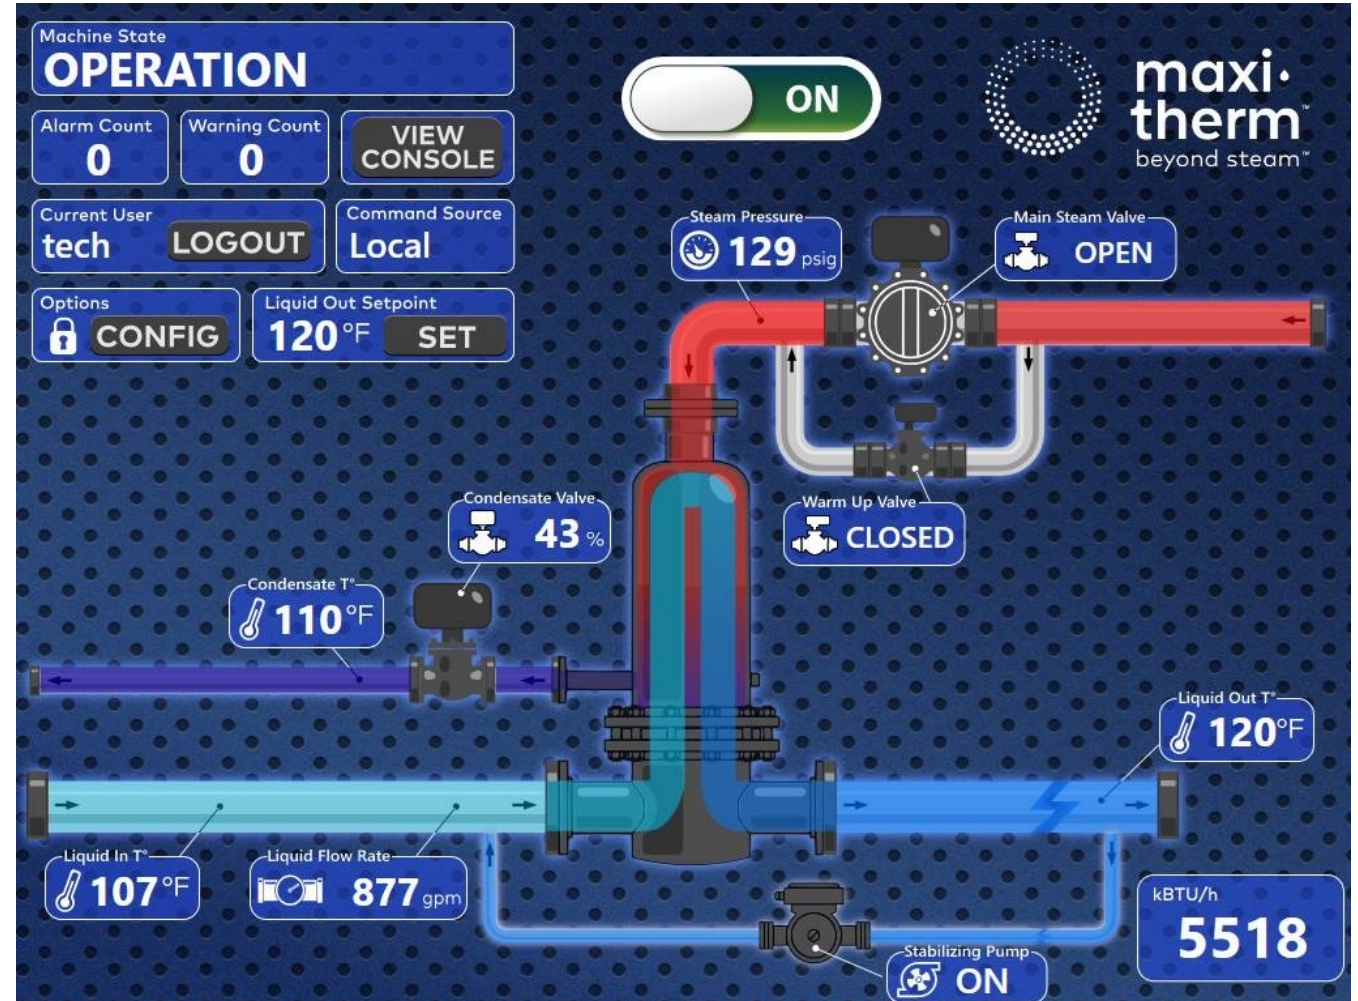 Machine State
OPERATION
ON
maxi·
therm™
beyond steam™
Alarm Count
0
Warning Count
0
VIEW
CONSOLE
Current User
tech
LOGOUT
Command Source
Local
Options
CONFIG
Liquid Out Setpoint
120 °F
SET
Steam Pressure
129 psig
Main Steam Valve
OPEN
Condensate Valve
43 %
Warm Up Valve
CLOSED
Condensate T°
110 °F
Liquid Out T°
120 °F
Liquid In T°
107 °F
Liquid Flow Rate
877 gpm
kBTU/h
5518
Stabilizing Pump
ON